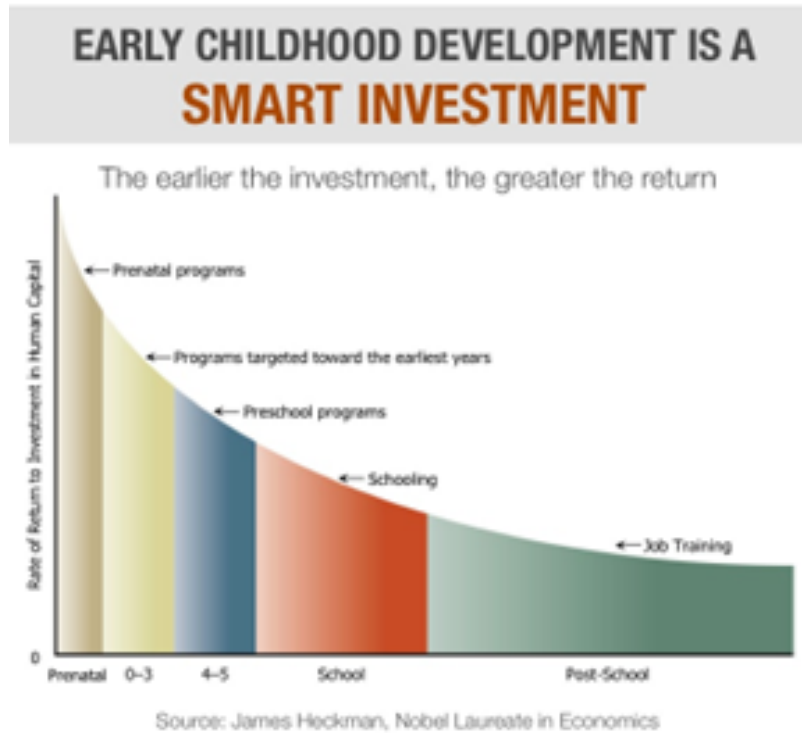 EARLY CHILDHOOD DEVELOPMENT IS A
SMART INVESTMENT
The earlier the investment, the greater the return
Rate of Return to Investment in Human Capital
Prenatal programs
Programs targeted toward the earliest years
Preschool programs
Schooling
Job Training
0
Prenatal 0–3 4–5 School Post-School
Source: James Heckman, Nobel Laureate in Economics